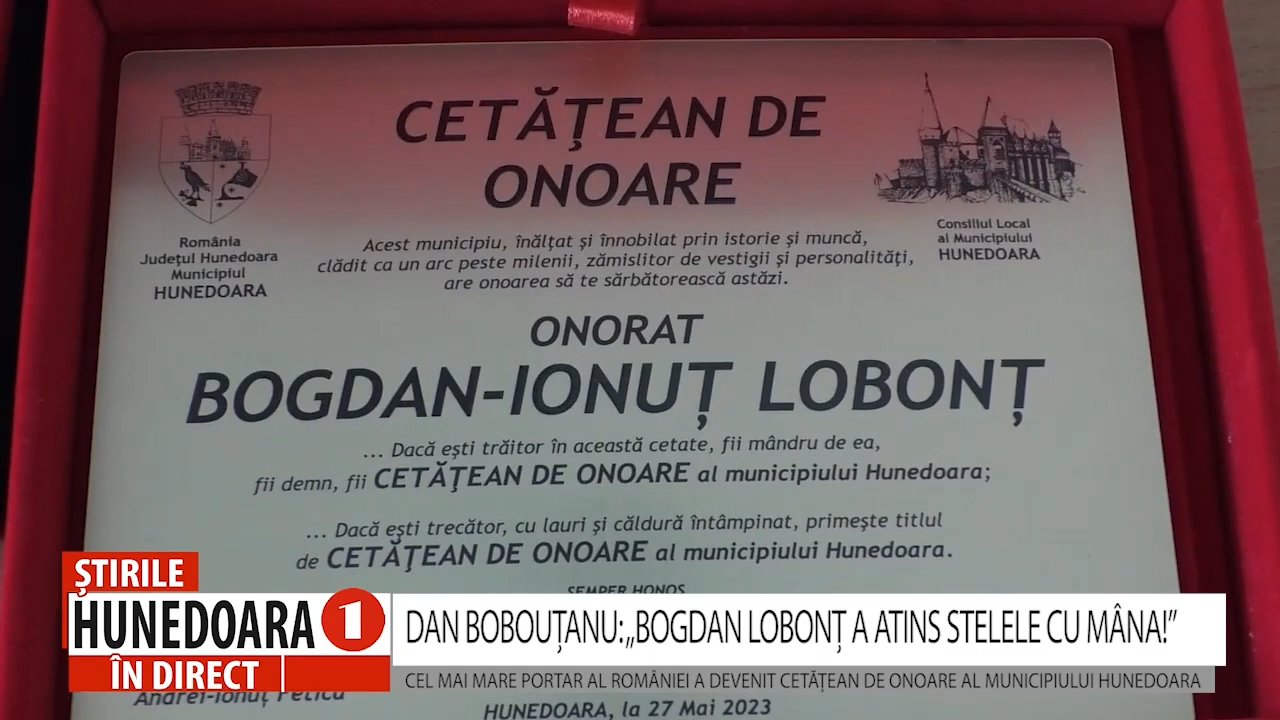 CETĂŢEAN DE
ONOARE
România
Județul Hunedoara
Municipiul
HUNEDOARA
Consiliul Local
al Municipiului
HUNEDOARA
Acest municipiu, înălțat și înnobilat prin istorie și muncă,
clădit ca un arc peste milenii, zămislitor de vestigii și personalităţi,
are onoarea să te sărbătorească astăzi.
ONORAT
BOGDAN-IONUȚ LOBONȚ
... Dacă ești trăitor în această cetate, fii mândru de ea,
fii demn, fii CETĂŢEAN DE ONOARE al municipiului Hunedoara;
... Dacă eşti trecător, cu lauri și căldură întâmpinat, primește titlul
de CETĂŢEAN DE ONOARE al municipiului Hunedoara.
SEMPER HONOS
Andrei-Ionuț Petica
HUNEDOARA, la 27 Mai 2023
ȘTIRILE
HUNEDOARA 1
ÎN DIRECT
DAN BOBOUȚANU: „BOGDAN LOBONȚ A ATINS STELELE CU MÂNA!”
CEL MAI MARE PORTAR AL ROMÂNIEI A DEVENIT CETĂȚEAN DE ONOARE AL MUNICIPIULUI HUNEDOARA